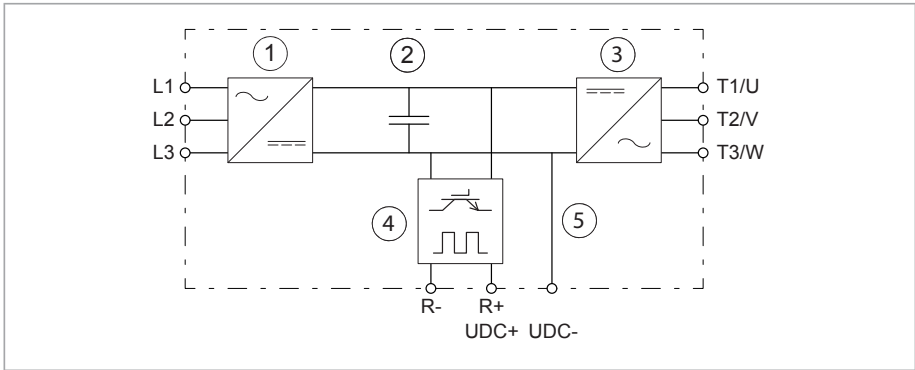 1
2
3
L1
L2
L3
T1/U
T2/V
T3/W
4
5
R-
R+
UDC+
UDC-